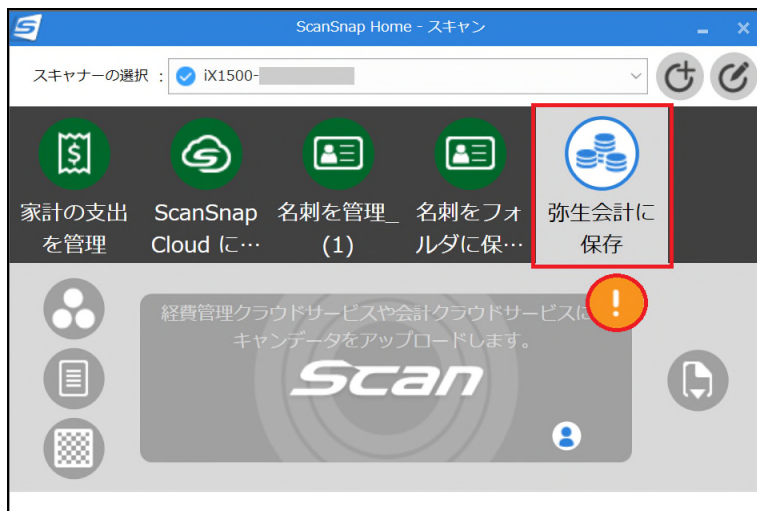 ScanSnap Home - スキャン
スキャナーの選択 : iX1500-
家計の支出
を管理
ScanSnap
Cloud に…
名刺を管理_
(1)
名刺をフォ
ルダに保…
弥生会計に
保存
経費管理クラウドサービスや会計クラウドサービスに
キャンデータをアップロードします。
Scan